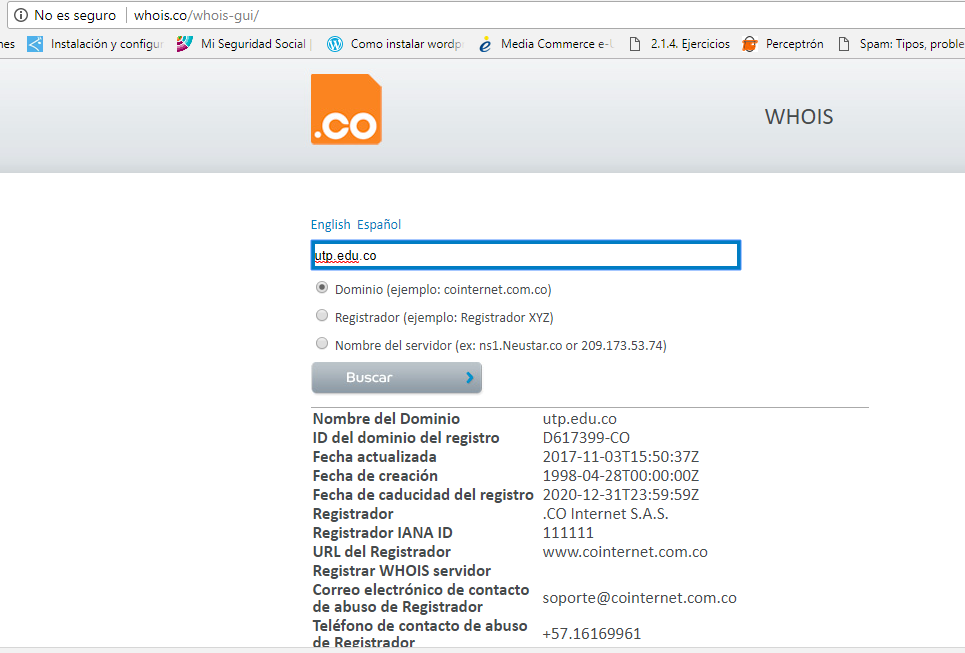 No es seguro whois.co/whois-gui/
nes Instalación y configu Mi Seguridad Social Como instalar wordp Media Commerce e-L 2.1.4. Ejercicios Perceptrón Spam: Tipos, proble
.co
WHOIS
English Español
utp.edu.co
Dominio (ejemplo: cointernet.com.co)
Registrador (ejemplo: Registrador XYZ)
Nombre del servidor (ex: ns1.Neustar.co or 209.173.53.74)
Buscar
Nombre del Dominio utp.edu.co
ID del dominio del registro D617399-CO
Fecha actualizada 2017-11-03T15:50:37Z
Fecha de creación 1998-04-28T00:00:00Z
Fecha de caducidad del registro 2020-12-31T23:59:59Z
Registrador .CO Internet S.A.S.
Registrador IANA ID 111111
URL del Registrador www.cointernet.com.co
Registrar WHOIS servidor
Correo electrónico de contacto
de abuso de Registrador soporte@cointernet.com.co
Teléfono de contacto de abuso
de Registrador +57.16169961